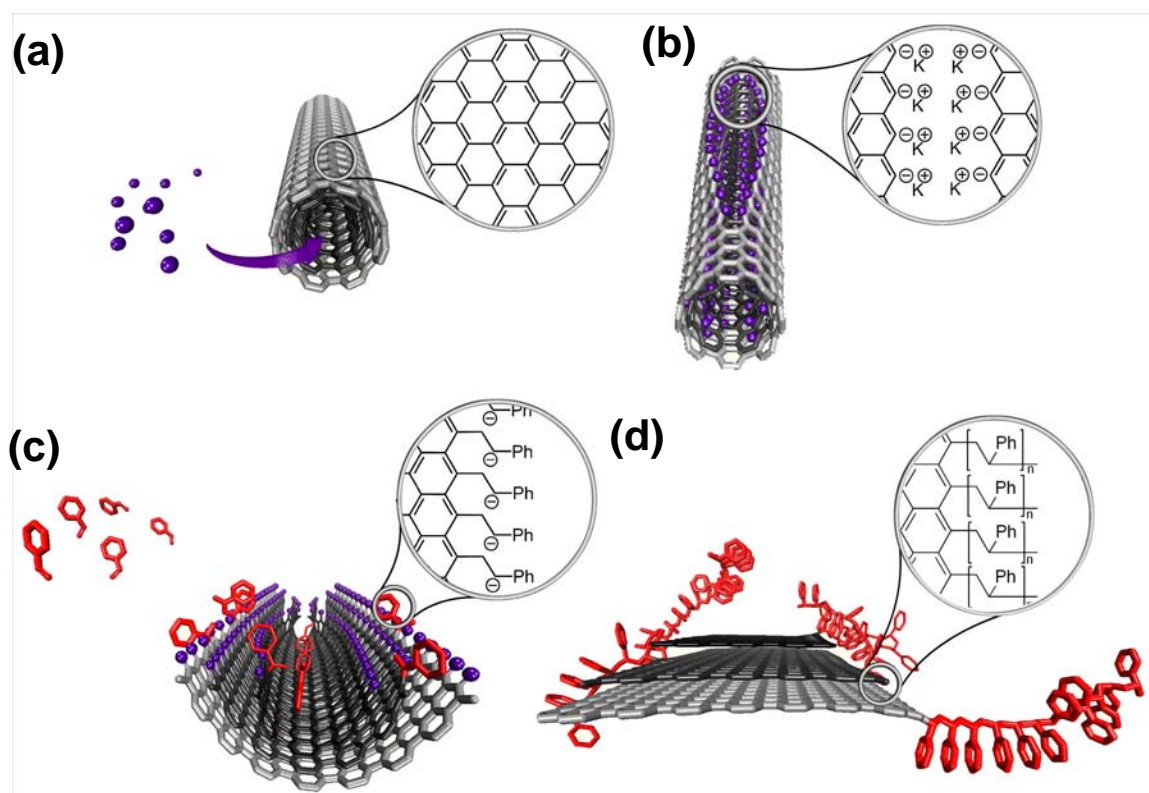 (a)
(b)
⊖ ⊕ ⊕ ⊖
K K
⊖ ⊕ ⊕ ⊖
K K
⊖ ⊕ ⊕ ⊖
K K
⊖ ⊕ ⊕ ⊖
K K
(c)
Ph
⊖
Ph
⊖
Ph
⊖
Ph
⊖
Ph
⊖
(d)
Ph
n
Ph
n
Ph
n
Ph
n